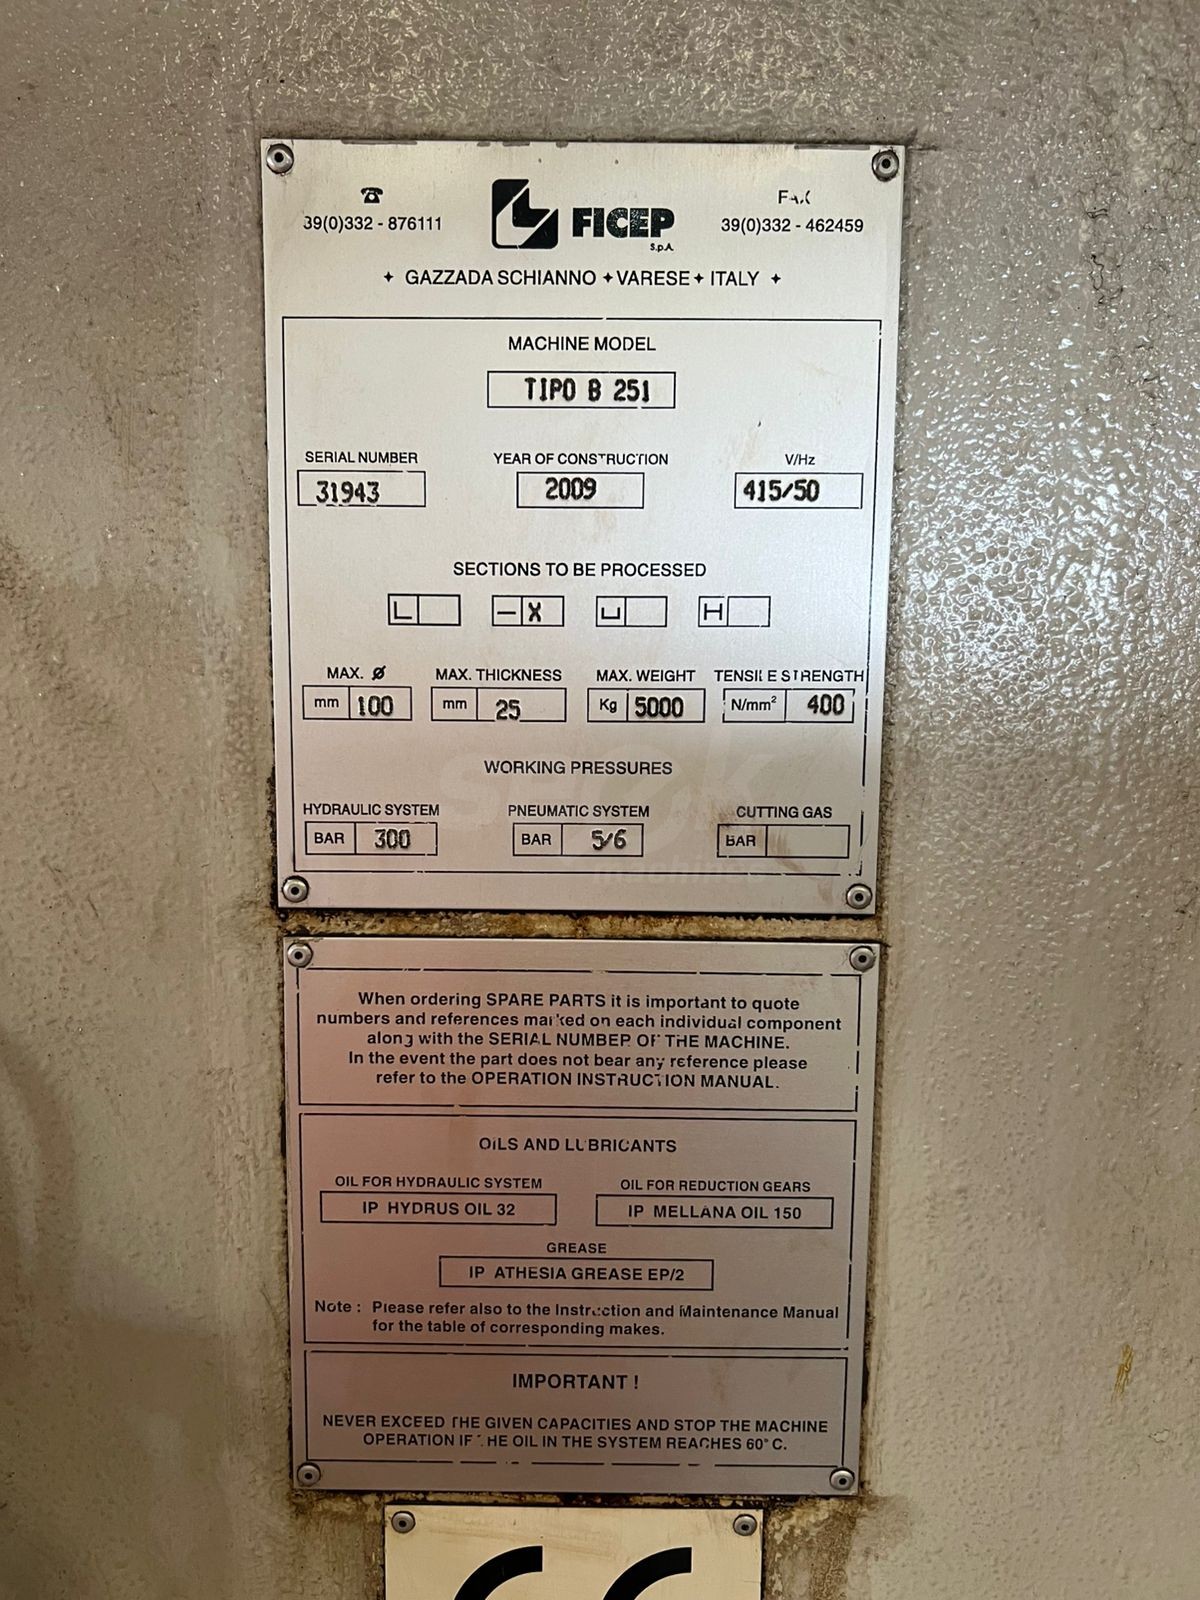 FAX
39(0)332 - 876111
FICEP
S.p.A.
39(0)332 - 462459
GAZZADA SCHIANNO + VARESE + ITALY
MACHINE MODEL
TIPO B 251
SERIAL NUMBER YEAR OF CONSTRUCTION V/Hz
31943 2009 415/50
SECTIONS TO BE PROCESSED
L - X U H
MAX. Ø MAX. THICKNESS MAX. WEIGHT TENSILE STRENGTH
mm 100 mm 25 Kg 5000 N/mm² 400
WORKING PRESSURES
HYDRAULIC SYSTEM PNEUMATIC SYSTEM CUTTING GAS
BAR 300 BAR 5/6 BAR
When ordering SPARE PARTS it is important to quote
numbers and references marked on each individual component
along with the SERIAL NUMBER OF THE MACHINE.
In the event the part does not bear any reference please
refer to the OPERATION INSTRUCTION MANUAL.
OILS AND LUBRICANTS
OIL FOR HYDRAULIC SYSTEM OIL FOR REDUCTION GEARS
IP HYDRUS OIL 32 IP MELLANA OIL 150
GREASE
IP ATHESIA GREASE EP/2
Note : Please refer also to the Instruction and Maintenance Manual
for the table of corresponding makes.
IMPORTANT !
NEVER EXCEED THE GIVEN CAPACITIES AND STOP THE MACHINE
OPERATION IF THE OIL IN THE SYSTEM REACHES 60° C.
CE